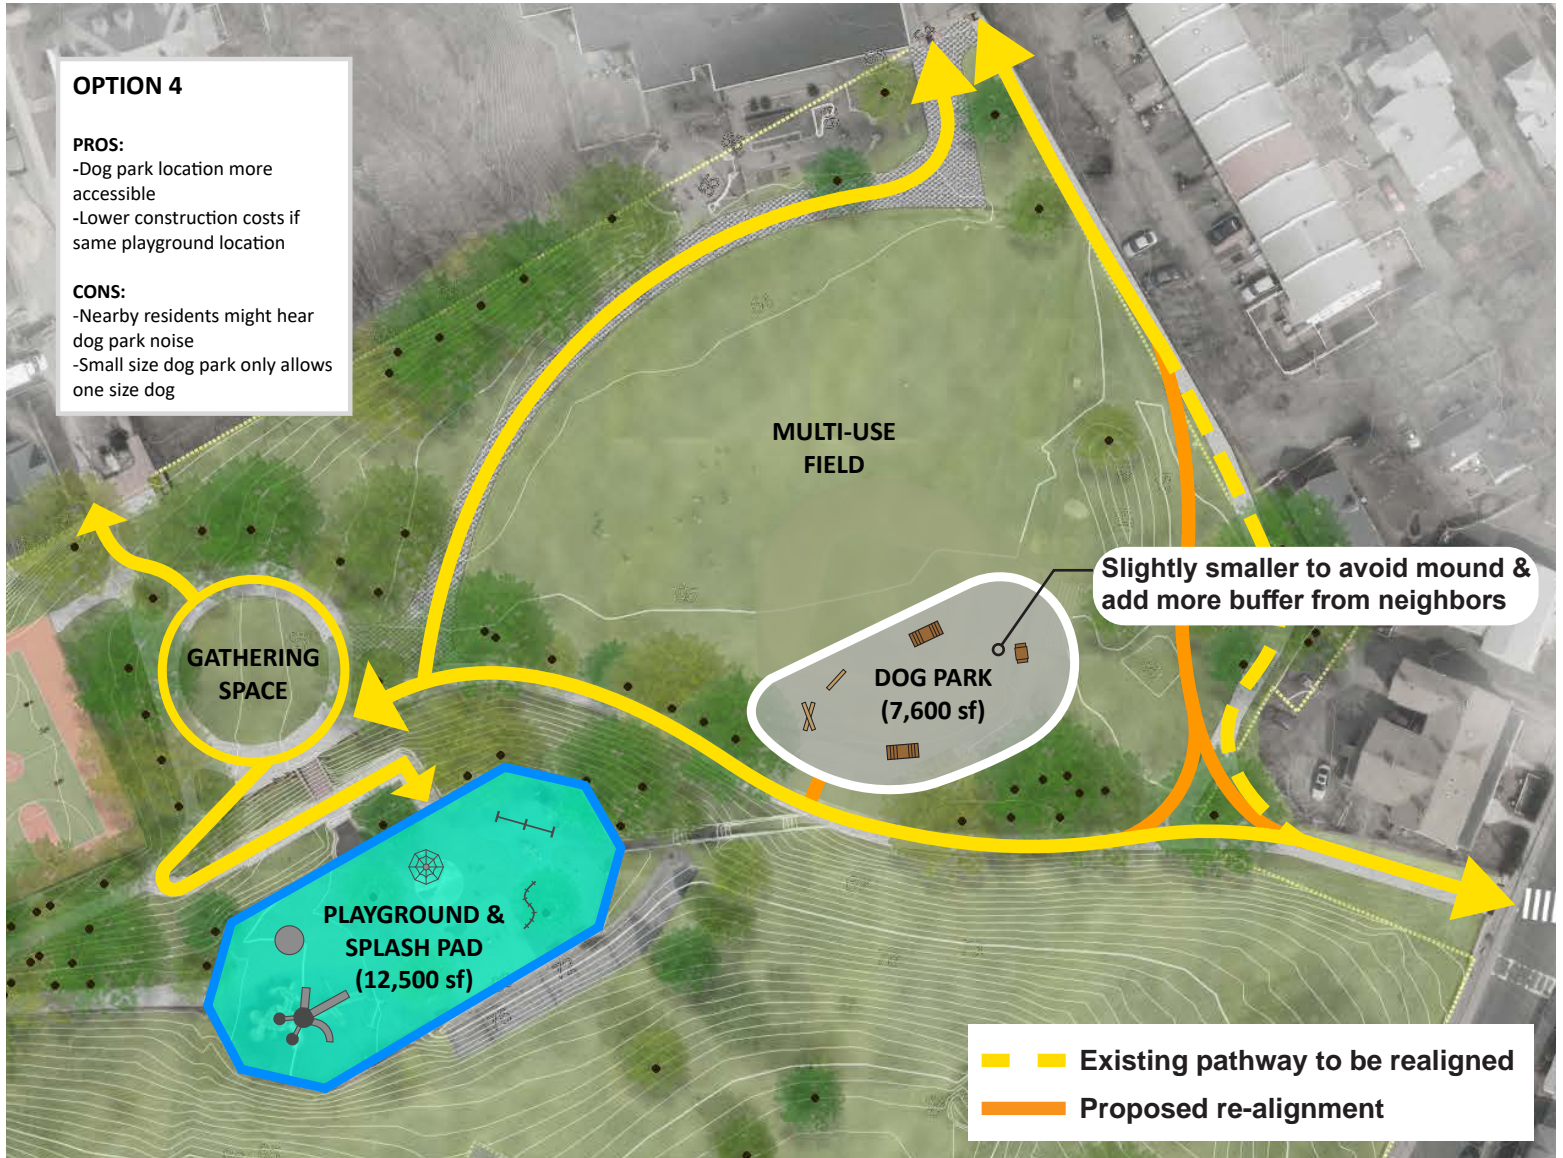 OPTION 4
PROS:
-Dog park location more
accessible
-Lower construction costs if
same playground location
CONS:
-Nearby residents might hear
dog park noise
-Small size dog park only allows
one size dog
MULTI-USE
FIELD
Slightly smaller to avoid mound &
add more buffer from neighbors
GATHERING
SPACE
DOG PARK
(7,600 sf)
PLAYGROUND &
SPLASH PAD
(12,500 sf)
Existing pathway to be realigned
Proposed re-alignment